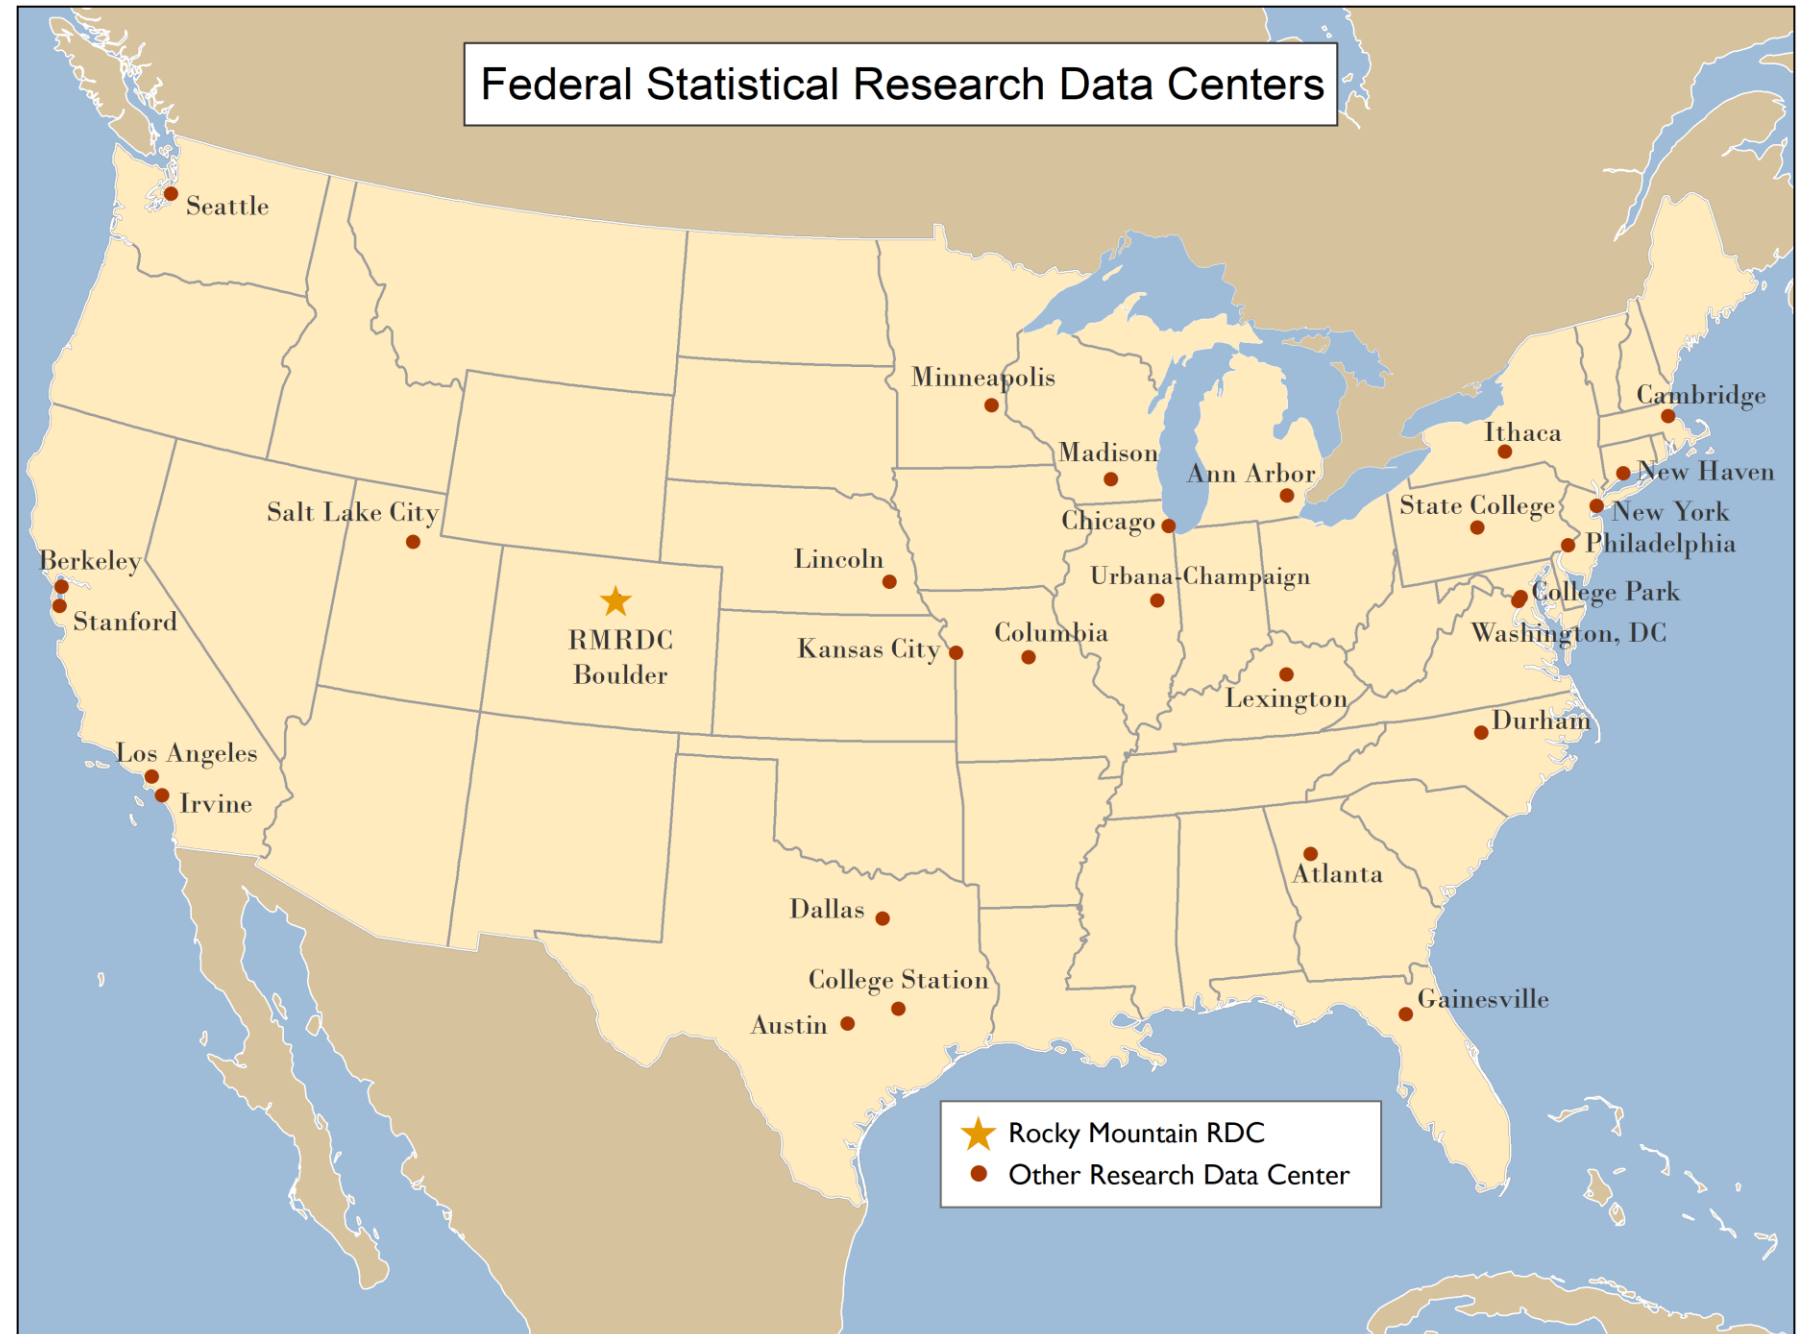 Federal Statistical Research Data Centers
Seattle
Minneapolis
Cambridge
Ithaca
Madison
Ann Arbor
New Haven
State College
Salt Lake City
Chicago
New York
Philadelphia
Berkeley
Lincoln
Urbana-Champaign
College Park
Stanford
RMRDC
Boulder
Columbia
Washington, DC
Kansas City
Lexington
Durham
Los Angeles
Irvine
Atlanta
Dallas
College Station
Gainesville
Austin
Rocky Mountain RDC
Other Research Data Center